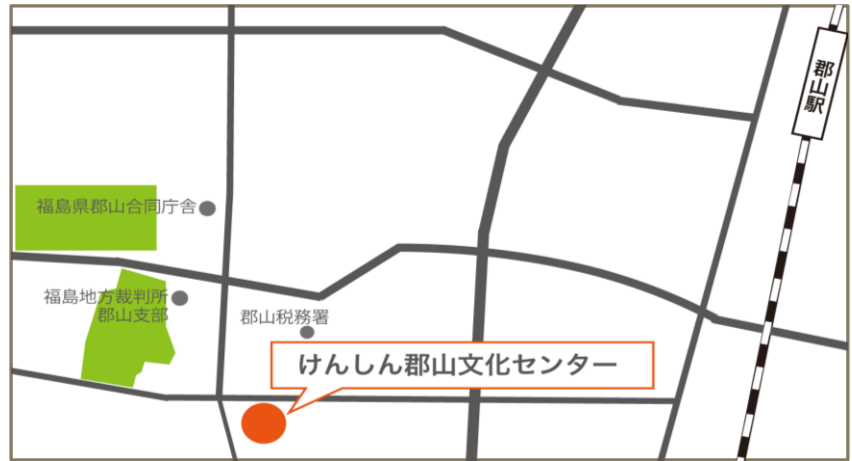 郡山駅
福島県郡山合同庁舎
福島地方裁判所
郡山支部
郡山税務署
けんしん郡山文化センター